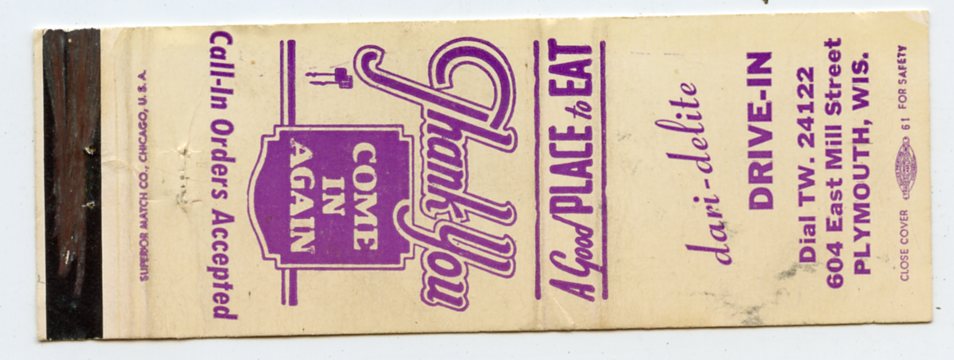 CLOSE COVER 61 FOR SAFETY
dari-delite
DRIVE-IN
Dial TW. 24122
604 East Mill Street
PLYMOUTH, WIS.
A Good PLACE to EAT
Thank You
COME
IN
AGAIN
Call-In Orders Accepted
SUPERIOR MATCH CO., CHICAGO, U. S. A.